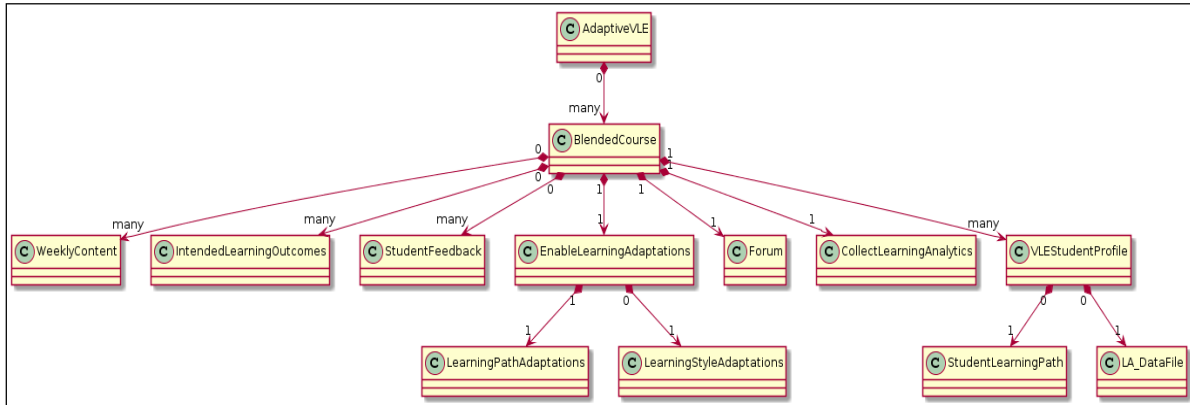 C AdaptiveVLE
0
many
C BlendedCourse
0 1
0 0 1 1 1
many many many 1 1 1 many
C WeeklyContent C IntendedLearningOutcomes C StudentFeedback C EnableLearningAdaptations C Forum C CollectLearningAnalytics C VLEStudentProfile
1 0 0 0
1 1 1 1
C LearningPathAdaptations C LearningStyleAdaptations C StudentLearningPath C LA_DataFile